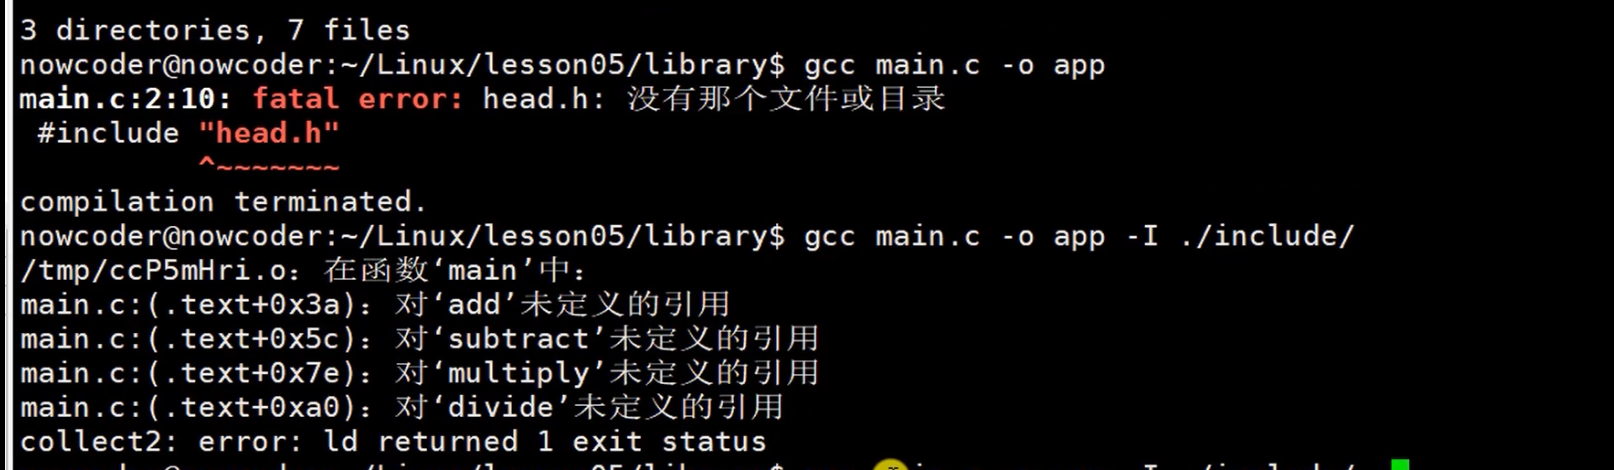 3 directories, 7 files
nowcoder@nowcoder:~/Linux/lesson05/library$ gcc main.c -o app
main.c:2:10: fatal error: head.h: 没有那个文件或目录
 #include "head.h"
          ^~~~~~~~
compilation terminated.
nowcoder@nowcoder:~/Linux/lesson05/library$ gcc main.c -o app -I ./include/
/tmp/ccP5mHri.o: 在函数‘main’中:
main.c:(.text+0x3a): 对‘add’未定义的引用
main.c:(.text+0x5c): 对‘subtract’未定义的引用
main.c:(.text+0x7e): 对‘multiply’未定义的引用
main.c:(.text+0xa0): 对‘divide’未定义的引用
collect2: error: ld returned 1 exit status